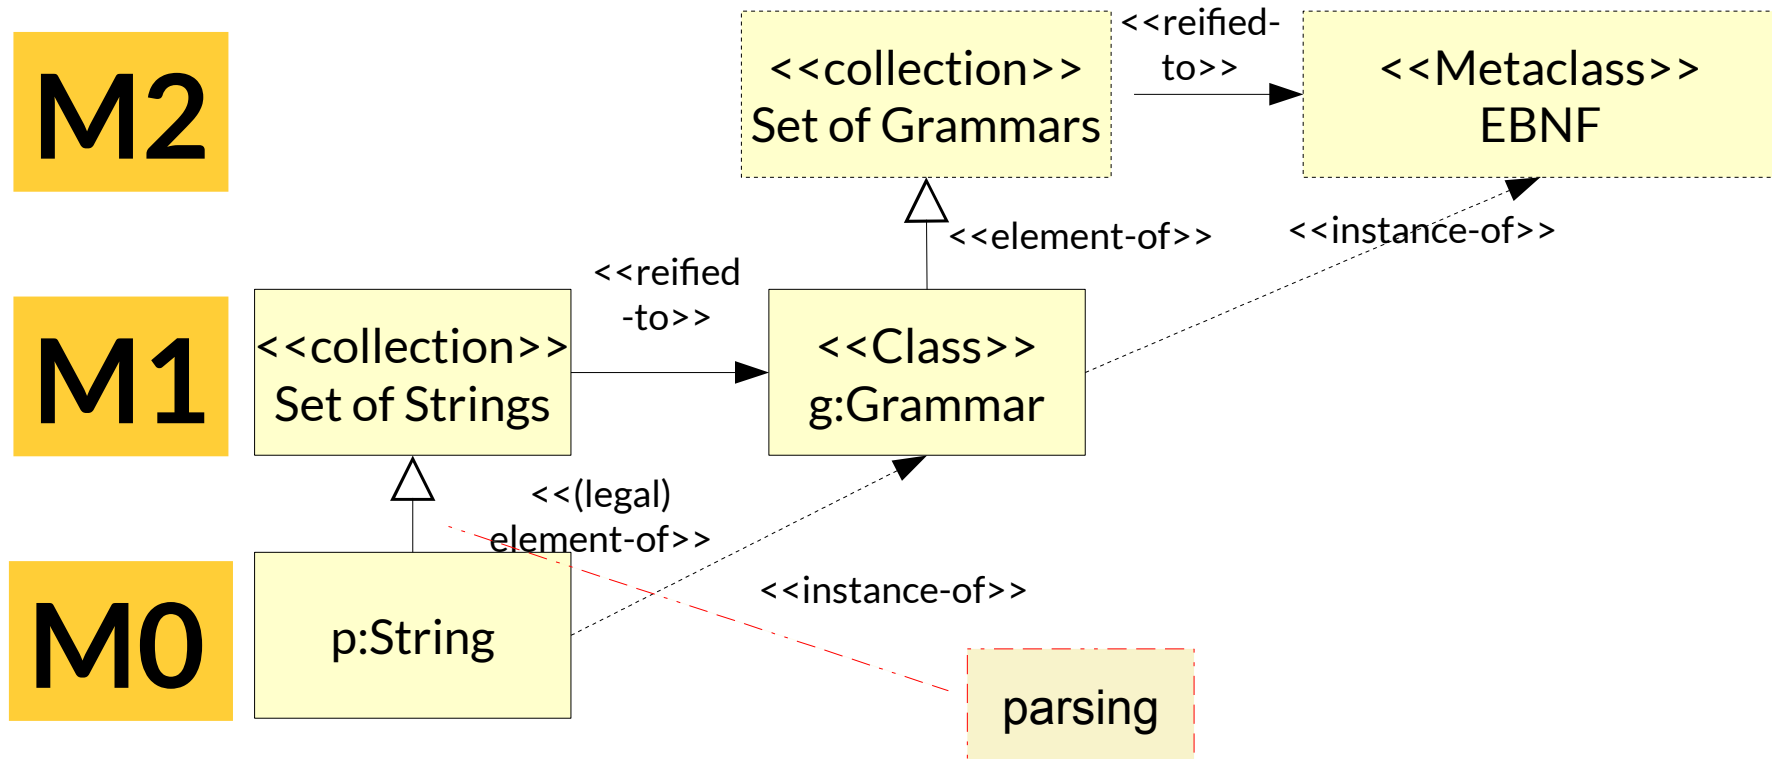 M2
<<collection>>
Set of Grammars
<<reified-
to>>
<<Metaclass>>
EBNF
<<element-of>>
<<instance-of>>
M1
<<collection>>
Set of Strings
<<reified
-to>>
<<Class>>
g:Grammar
<<(legal)
element-of>>
<<instance-of>>
M0
p:String
parsing